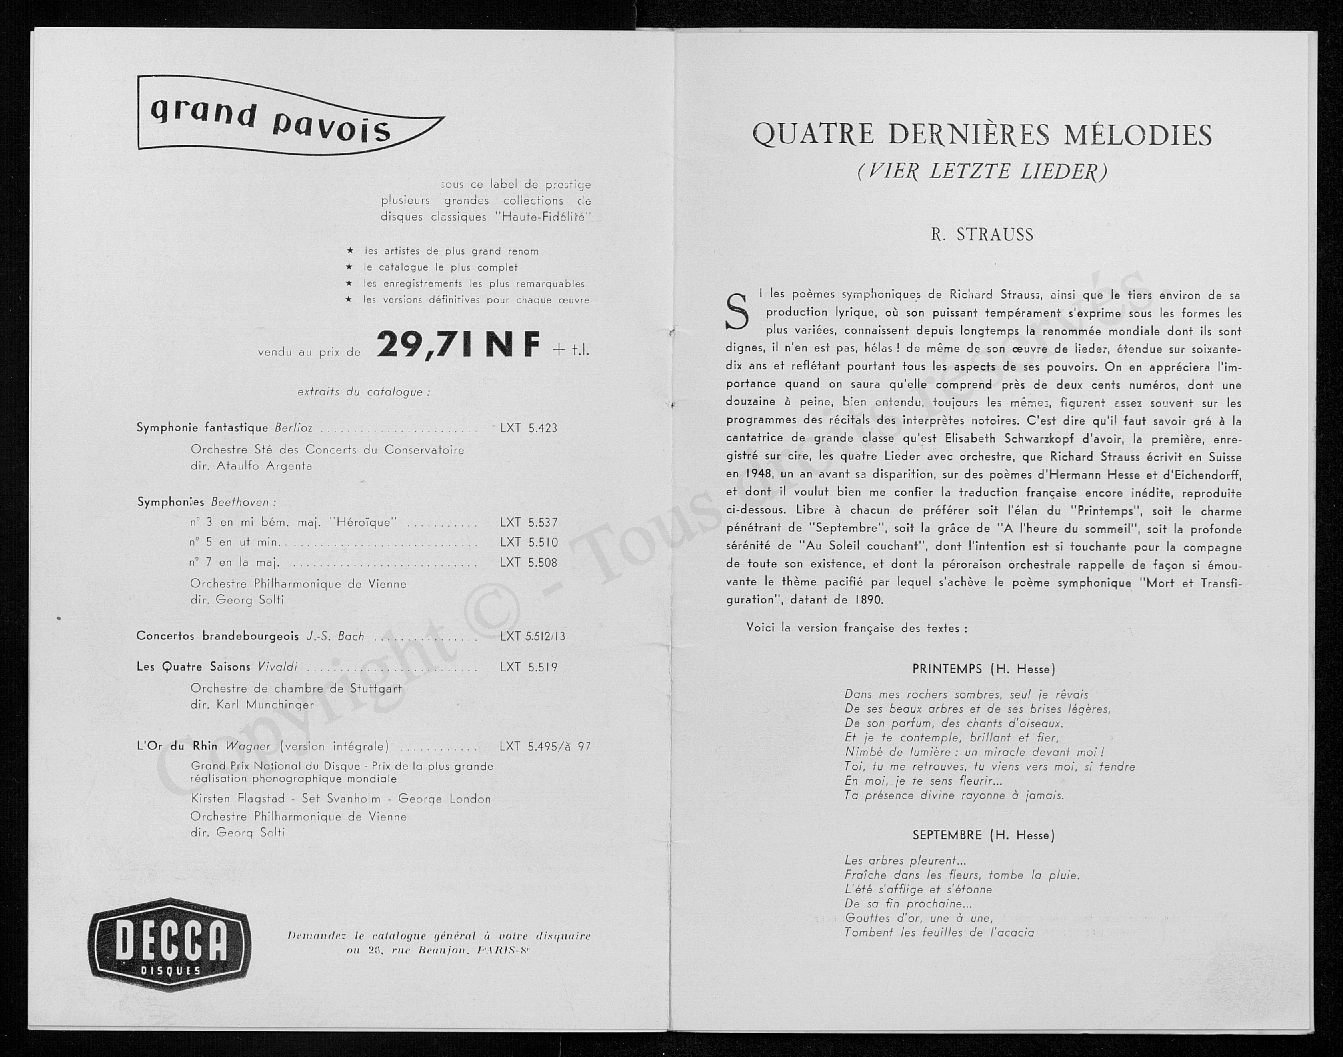 grand pavois
sous ce label de prestige
plusieurs grandes collections de
disques classiques "Haute-Fidélité"
★ les artistes de plus grand renom
★ le catalogue le plus complet
★ les enregistrements les plus remarquables
★ les versions définitives pour chaque œuvre
vendu au prix de 29,71 NF + t.l.
extraits du catalogue :
Symphonie fantastique Berlioz ........................ LXT 5.423
Orchestre Sté des Concerts du Conservatoire
dir. Ataulfo Argenta
Symphonies Beethoven :
n° 3 en mi bém. maj. "Héroïque" ........... LXT 5.537
n° 5 en ut min. ............................. LXT 5.510
n° 7 en la maj. ............................ LXT 5.508
Orchestre Philharmonique de Vienne
dir. Georg Solti
Concertos brandebourgeois J.-S. Bach ................ LXT 5.512/13
Les Quatre Saisons Vivaldi .......................... LXT 5.519
Orchestre de chambre de Stuttgart
dir. Karl Munchinger
L'Or du Rhin Wagner (version intégrale) ............ LXT 5.495/à 97
Grand Prix National du Disque - Prix de la plus grande
réalisation phonographique mondiale
Kirsten Flagstad - Set Svanholm - George London
Orchestre Philharmonique de Vienne
dir. Georg Solti
DECCA
DISQUES
Demandez le catalogue général à votre disquaire
ou 20, rue Beaujon, PARIS-8e
QUATRE DERNIÈRES MÉLODIES
(VIER LETZTE LIEDER)
R. STRAUSS
SI les poèmes symphoniques de Richard Strauss, ainsi que le tiers environ de sa
production lyrique, où son puissant tempérament s'exprime sous les formes les
plus variées, connaissent depuis longtemps la renommée mondiale dont ils sont
dignes, il n'en est pas, hélas ! de même de son œuvre de lieder, étendue sur soixante-
dix ans et reflétant pourtant tous les aspects de ses pouvoirs. On en appréciera l'im-
portance quand on saura qu'elle comprend près de deux cents numéros, dont une
douzaine à peine, bien entendu, toujours les mêmes, figurent assez souvent sur les
programmes des récitals des interprètes notoires. C'est dire qu'il faut savoir gré à la
cantatrice de grande classe qu'est Elisabeth Schwarzkopf d'avoir, la première, enre-
gistré sur cire, les quatre Lieder avec orchestre, que Richard Strauss écrivit en Suisse
en 1948, un an avant sa disparition, sur des poèmes d'Hermann Hesse et d'Eichendorff,
et dont il voulut bien me confier la traduction française encore inédite, reproduite
ci-dessous. Libre à chacun de préférer soit l'élan du "Printemps", soit le charme
pénétrant de "Septembre", soit la grâce de "A l'heure du sommeil", soit la profonde
sérénité de "Au Soleil couchant", dont l'intention est si touchante pour la compagne
de toute son existence, et dont la péroraison orchestrale rappelle de façon si émou-
vante le thème pacifié par lequel s'achève le poème symphonique "Mort et Transfi-
guration", datant de 1890.
Voici la version française des textes :
PRINTEMPS (H. Hesse)
Dans mes rochers sombres, seul je rêvais
De ses beaux arbres et de ses brises légères,
De son parfum, des chants d'oiseaux.
Et je te contemple, brillant et fier,
Nimbé de lumière : un miracle devant moi !
Toi, tu me retrouves, tu viens vers moi, si tendre
En moi, je te sens fleurir...
Ta présence divine rayonne à jamais.
SEPTEMBRE (H. Hesse)
Les arbres pleurent...
Fraîche dans les fleurs, tombe la pluie.
L'été s'afflige et s'étonne
De sa fin prochaine...
Gouttes d'or, une à une,
Tombent les feuilles de l'acacia
Copyright © - Tous droits réservés.